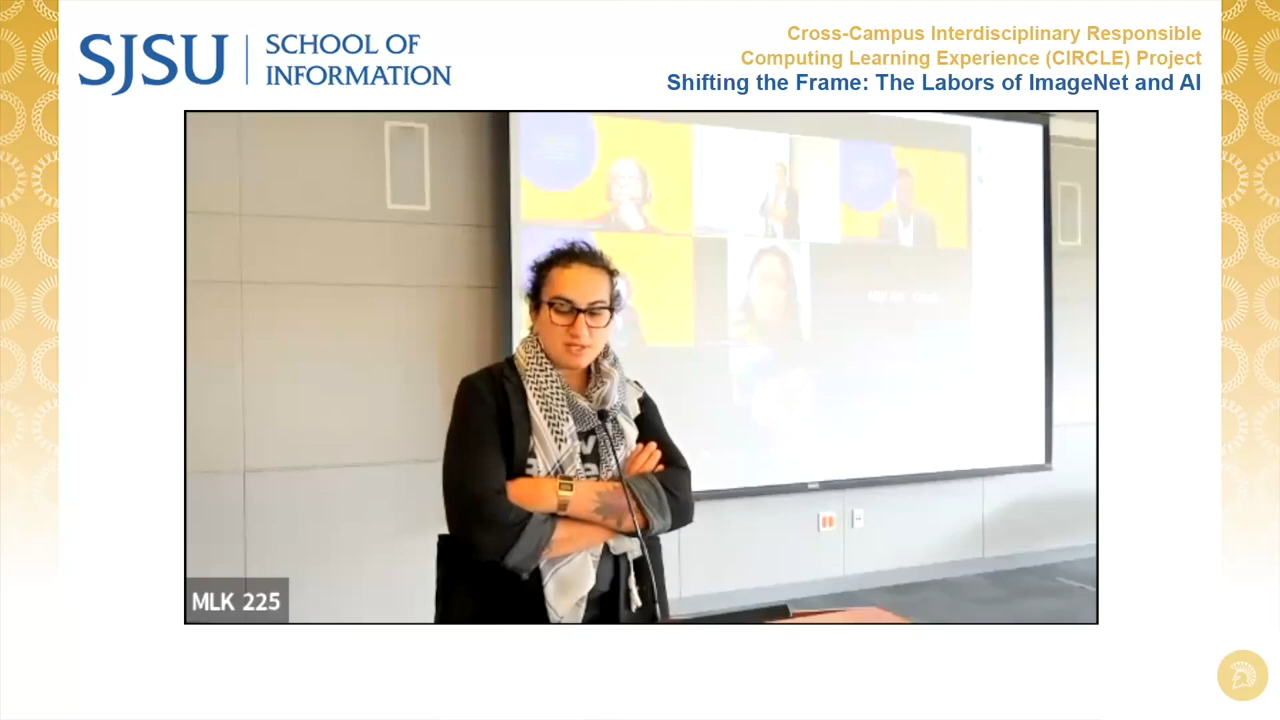 SJSU
SCHOOL OF
INFORMATION
Cross-Campus Interdisciplinary Responsible
Computing Learning Experience (CIRCLE) Project
Shifting the Frame: The Labors of ImageNet and AI
MLK 225